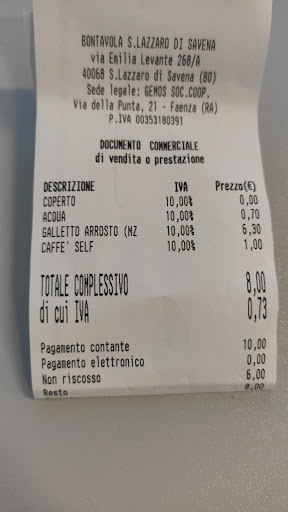 BONTAVOLA S.LAZZARO DI SAVENA
via Emilia Levante 268/A
40068 S.Lazzaro di Savena (BO)
Sede legale: GEMOS SOC.COOP.
Via della Punta, 21 - Faenza (RA)
P.IVA 00353180391
DOCUMENTO COMMERCIALE
di vendita o prestazione
DESCRIZIONE IVA Prezzo(€)
COPERTO 10,00% 0,00
ACQUA 10,00% 0,70
GALLETTO ARROSTO (MZ 10,00% 6,30
CAFFE' SELF 10,00% 1,00
TOTALE COMPLESSIVO 8,00
di cui IVA 0,73
Pagamento contante 10,00
Pagamento elettronico 0,00
Non riscosso 6,00
Resto 8,00